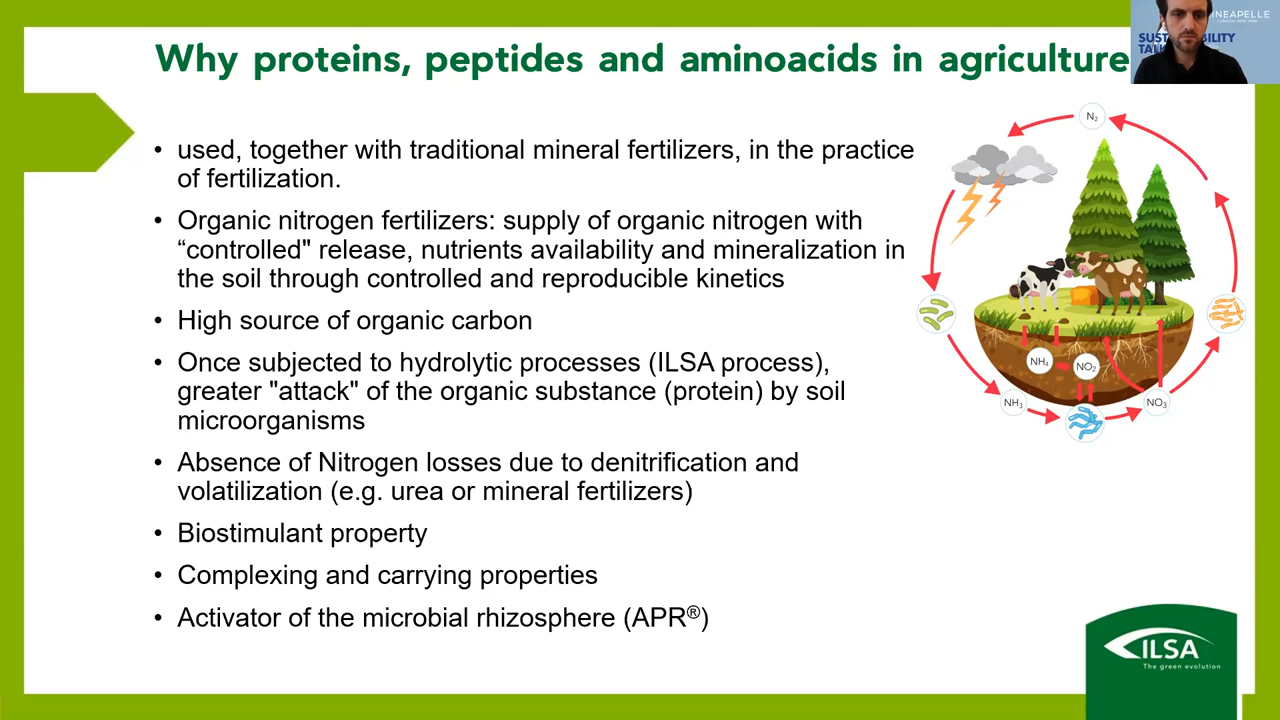 Why proteins, peptides and aminoacids in agriculture
INEAPELLE
• used, together with traditional mineral fertilizers, in the practice
of fertilization.
• Organic nitrogen fertilizers: supply of organic nitrogen with
“controlled" release, nutrients availability and mineralization in
the soil through controlled and reproducible kinetics
• High source of organic carbon
• Once subjected to hydrolytic processes (ILSA process),
greater "attack" of the organic substance (protein) by soil
microorganisms
• Absence of Nitrogen losses due to denitrification and
volatilization (e.g. urea or mineral fertilizers)
• Biostimulant property
• Complexing and carrying properties
• Activator of the microbial rhizosphere (APR®)
N₂
NH₄
NO₂
NH₃
NO₃
ILSA
The green evolution